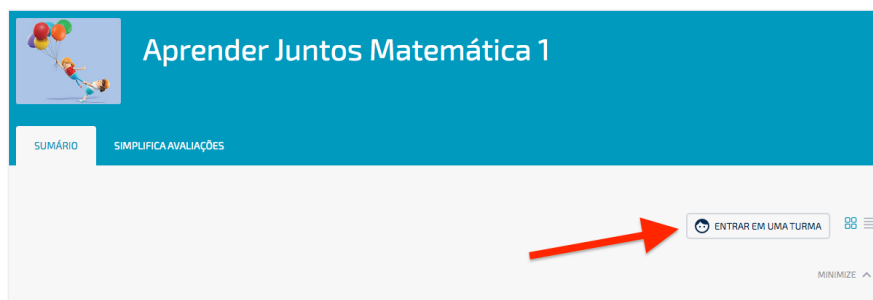 Aprender Juntos Matemática 1
SUMÁRIO
SIMPLIFICA AVALIAÇÕES
ENTRAR EM UMA TURMA
MINIMIZE